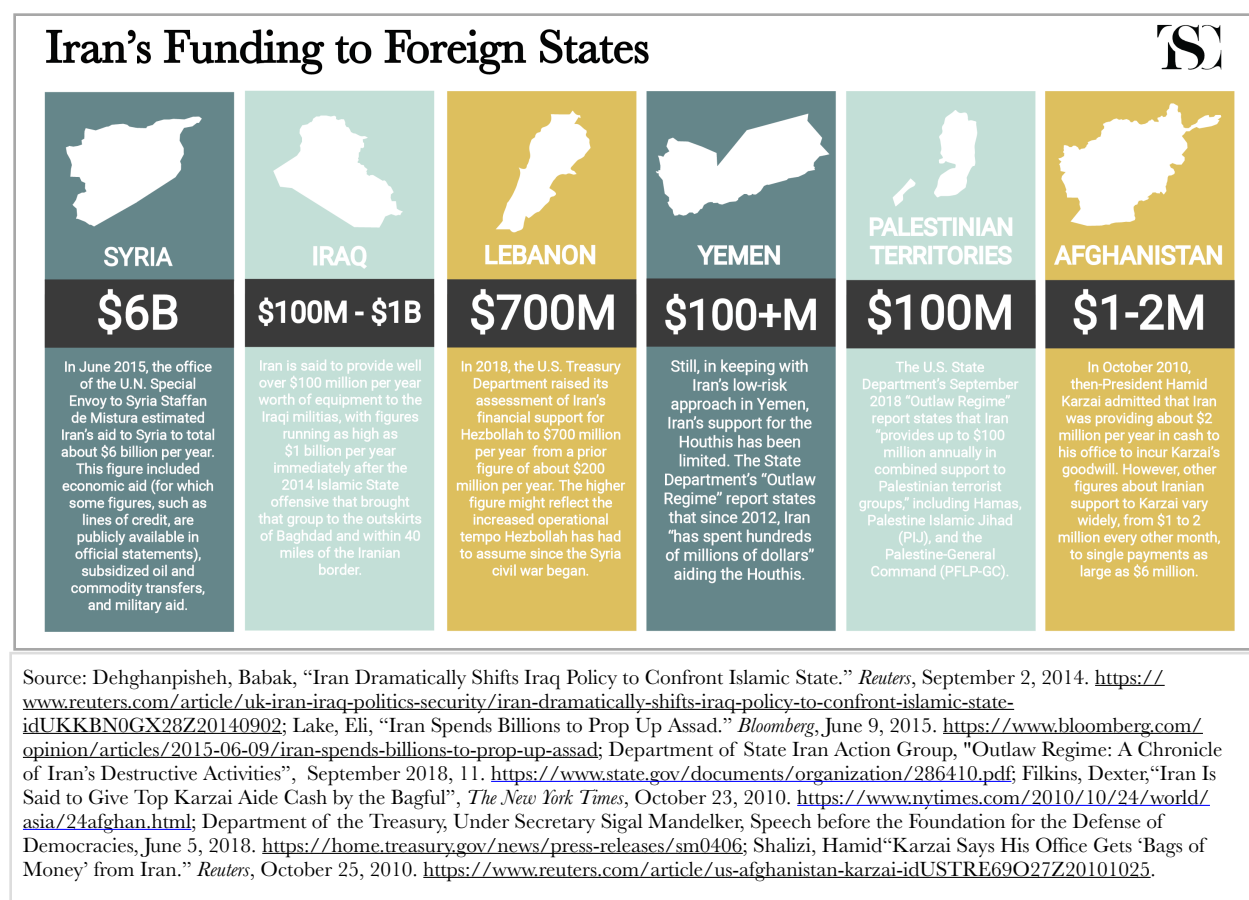 Iran's Funding to Foreign States
TSC
SYRIA
$6B
In June 2015, the office
of the U.N. Special
Envoy to Syria Staffan
de Mistura estimated
Iran's aid to Syria to total
about $6 billion per year.
This figure included
economic aid (for which
some figures, such as
lines of credit, are
publicly available in
official statements),
subsidized oil and
commodity transfers,
and military aid.
IRAQ
$100M - $1B
Iran is said to provide well
over $100 million per year
worth of equipment to the
Iraqi militias, with figures
running as high as
$1 billion per year
immediately after the
2014 Islamic State
offensive that brought
that group to the outskirts
of Baghdad and within 40
miles of the Iranian
border.
LEBANON
$700M
In 2018, the U.S. Treasury
Department raised its
assessment of Iran's
financial support for
Hezbollah to $700 million
per year from a prior
figure of about $200
million per year. The higher
figure might reflect the
increased operational
tempo Hezbollah has had
to assume since the Syria
civil war began.
YEMEN
$100+M
Still, in keeping with
Iran's low-risk
approach in Yemen,
Iran's support for the
Houthis has been
limited. The State
Department's "Outlaw
Regime" report states
that since 2012, Iran
"has spent hundreds
of millions of dollars"
aiding the Houthis.
PALESTINIAN
TERRITORIES
$100M
The U.S. State
Department's September
2018 "Outlaw Regime"
report states that Iran
"provides up to $100
million annually in
combined support to
Palestinian terrorist
groups," including Hamas,
Palestine Islamic Jihad
(PIJ), and the
Palestine-General
Command (PFLP-GC).
AFGHANISTAN
$1-2M
In October 2010,
then-President Hamid
Karzai admitted that Iran
was providing about $2
million per year in cash to
his office to incur Karzai's
goodwill. However, other
figures about Iranian
support to Karzai vary
widely, from $1 to 2
million every other month,
to single payments as
large as $6 million.
Source: Dehghanpisheh, Babak, “Iran Dramatically Shifts Iraq Policy to Confront Islamic State.” Reuters, September 2, 2014. https://
www.reuters.com/article/uk-iran-iraq-politics-security/iran-dramatically-shifts-iraq-policy-to-confront-islamic-state-
idUKKBN0GX28Z20140902; Lake, Eli, “Iran Spends Billions to Prop Up Assad.” Bloomberg, June 9, 2015. https://www.bloomberg.com/
opinion/articles/2015-06-09/iran-spends-billions-to-prop-up-assad; Department of State Iran Action Group, "Outlaw Regime: A Chronicle
of Iran’s Destructive Activities”, September 2018, 11. https://www.state.gov/documents/organization/286410.pdf; Filkins, Dexter,“Iran Is
Said to Give Top Karzai Aide Cash by the Bagful”, The New York Times, October 23, 2010. https://www.nytimes.com/2010/10/24/world/
asia/24afghan.html; Department of the Treasury, Under Secretary Sigal Mandelker, Speech before the Foundation for the Defense of
Democracies, June 5, 2018. https://home.treasury.gov/news/press-releases/sm0406; Shalizi, Hamid“Karzai Says His Office Gets ‘Bags of
Money’ from Iran.” Reuters, October 25, 2010. https://www.reuters.com/article/us-afghanistan-karzai-idUSTRE69O27Z20101025.